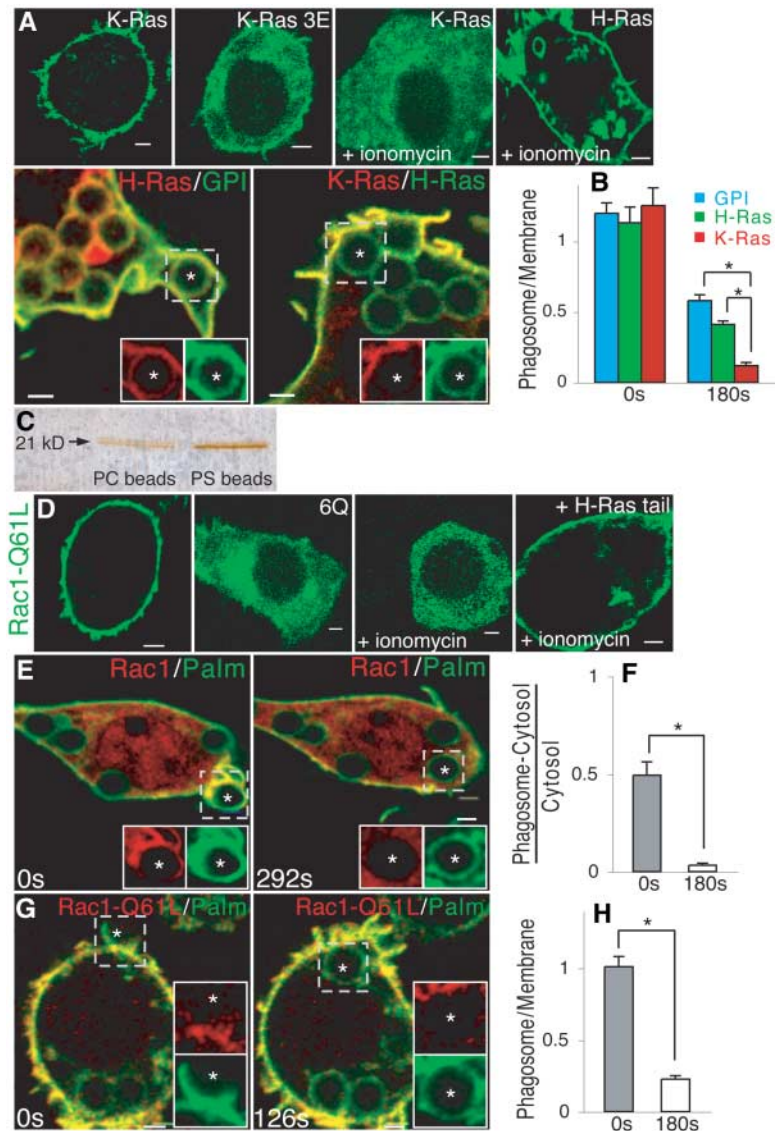 A
K-Ras
K-Ras 3E
K-Ras
+ ionomycin
H-Ras
+ ionomycin
H-Ras/GPI
*
*
*
K-Ras/H-Ras
*
*
*
B
Phagosome/Membrane
1
0.5
0
GPI
H-Ras
K-Ras
*
*
0s
180s
C
21 kD
PC beads
PS beads
D
Rac1-Q61L
6Q
+ ionomycin
+ H-Ras tail
+ ionomycin
E
Rac1/Palm
*
*
*
0s
Rac1/Palm
*
*
*
292s
F
Phagosome-Cytosol
Cytosol
1
0.5
0
*
0s
180s
G
Rac1-Q61L/Palm
*
*
*
0s
Rac1-Q61L/Palm
*
*
*
126s
H
Phagosome/Membrane
1
0.5
0
*
0s
180s